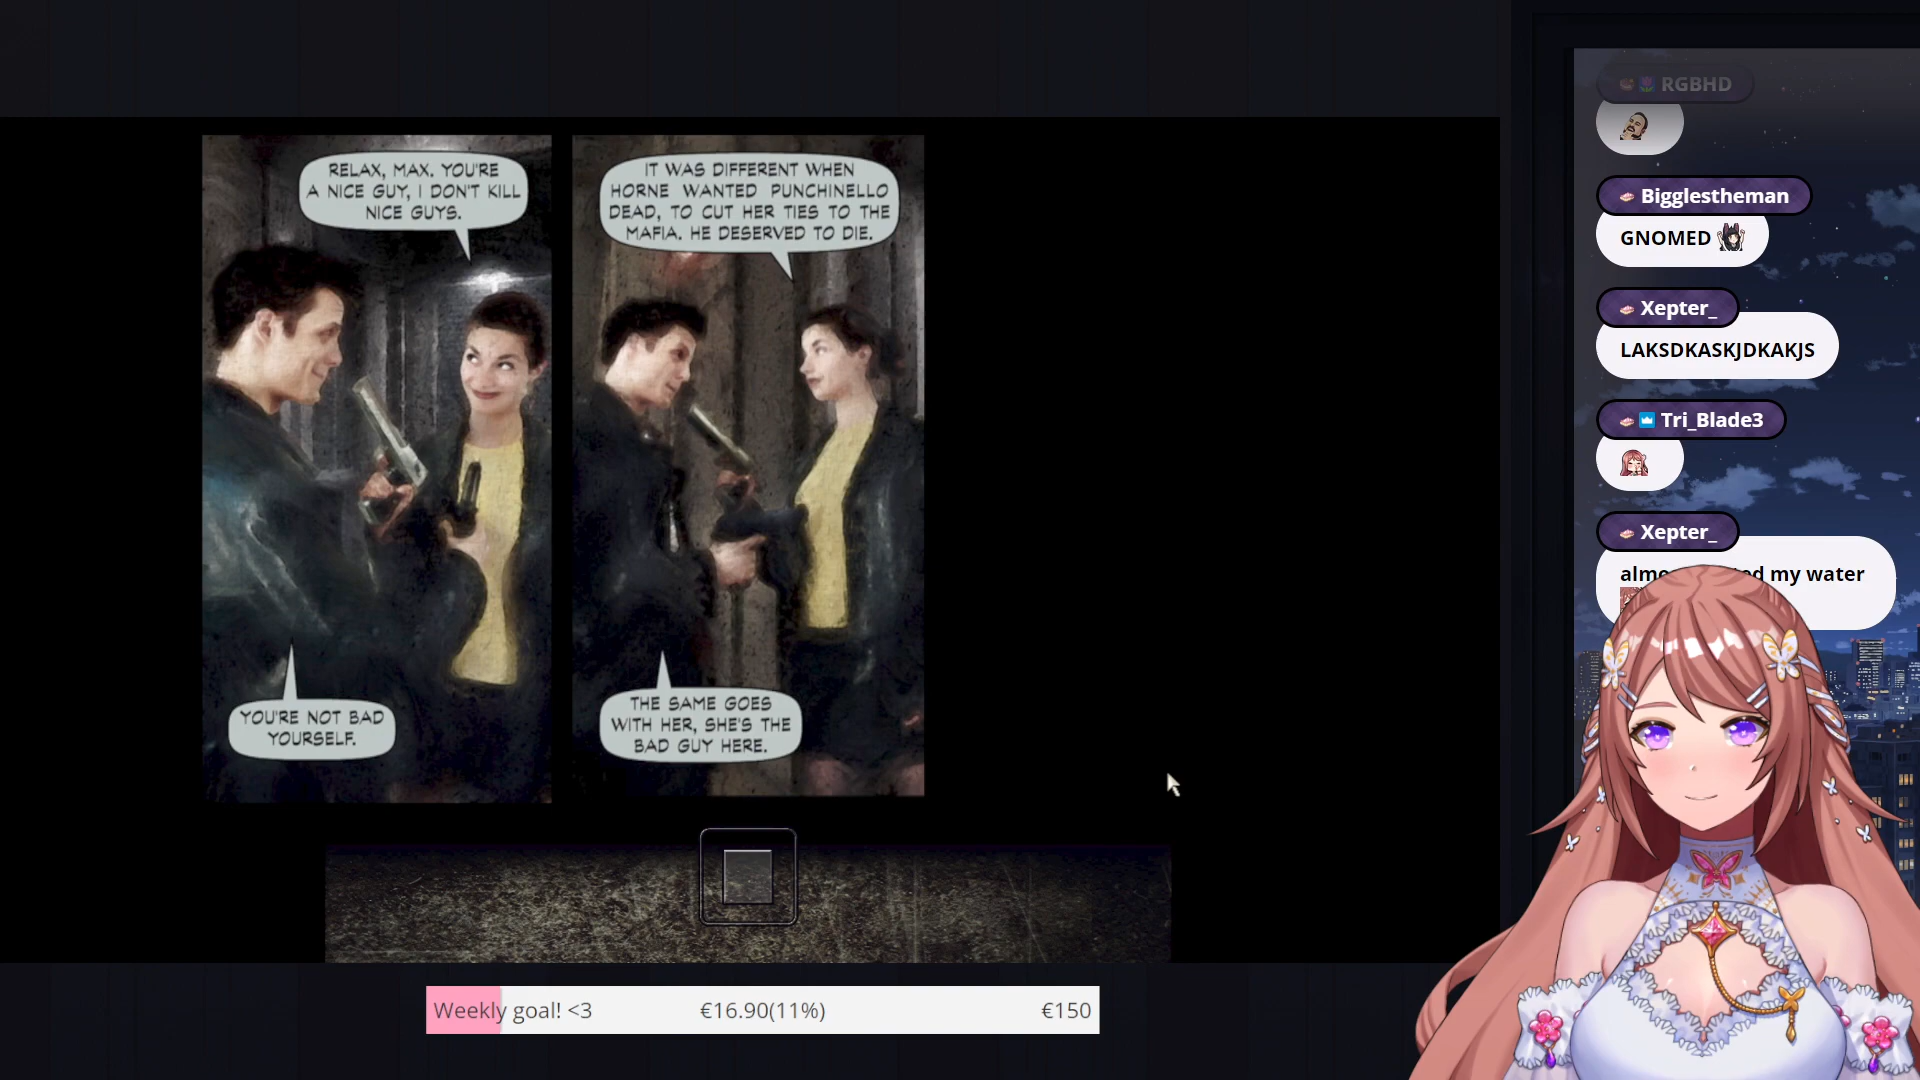 RELAX, MAX. YOU'RE
A NICE GUY, I DON'T KILL
NICE GUYS.
YOU'RE NOT BAD
YOURSELF.
IT WAS DIFFERENT WHEN
HORNE WANTED PUNCHINELLO
DEAD, TO CUT HER TIES TO THE
MAFIA. HE DESERVED TO DIE.
THE SAME GOES
WITH HER, SHE'S THE
BAD GUY HERE.
RGBHD
Bigglestheman
GNOMED
Xepter_
LAKSDKASKJDKAKJS
Tri_Blade3
Xepter_
my water
Weekly goal! <3 €16.90(11%) €150